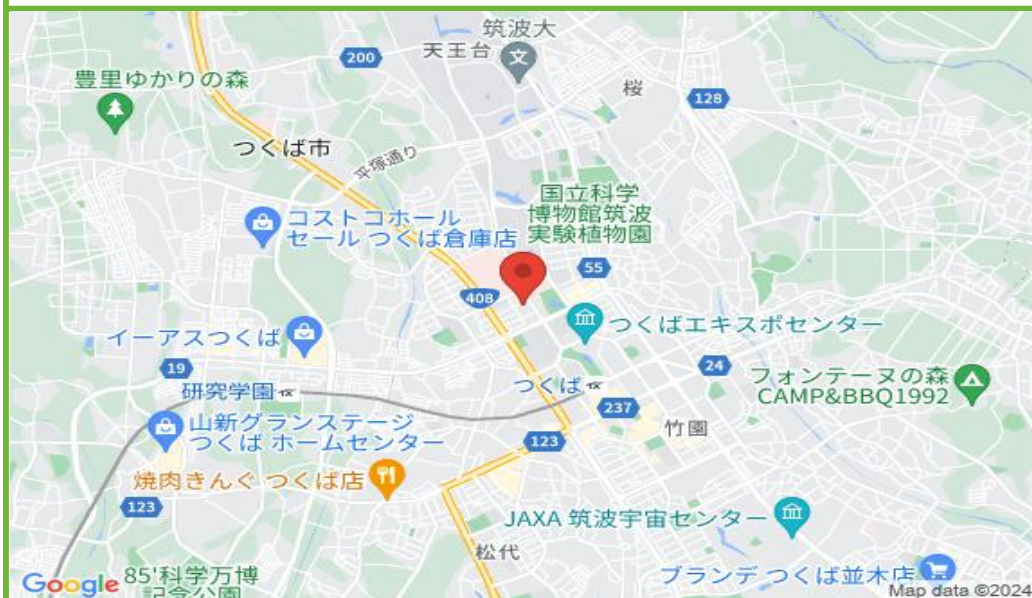 筑波大
天王台
文
200
豊里ゆかりの森
桜
128
つくば市
平塚通り
国立科学
博物館筑波
実験植物園
コストコホール
セール つくば倉庫店
55
408
つくばエキスポセンター
イーアスつくば
19
24
研究学園
つくば
フォンテーヌの森
CAMP&BBQ1992
237
山新グランステージ
つくば ホームセンター
竹園
123
焼肉きんぐ つくば店
123
JAXA 筑波宇宙センター
松代
Google
85'科学万博
記念公園
ブランデ つくば並木店
Map data ©2024